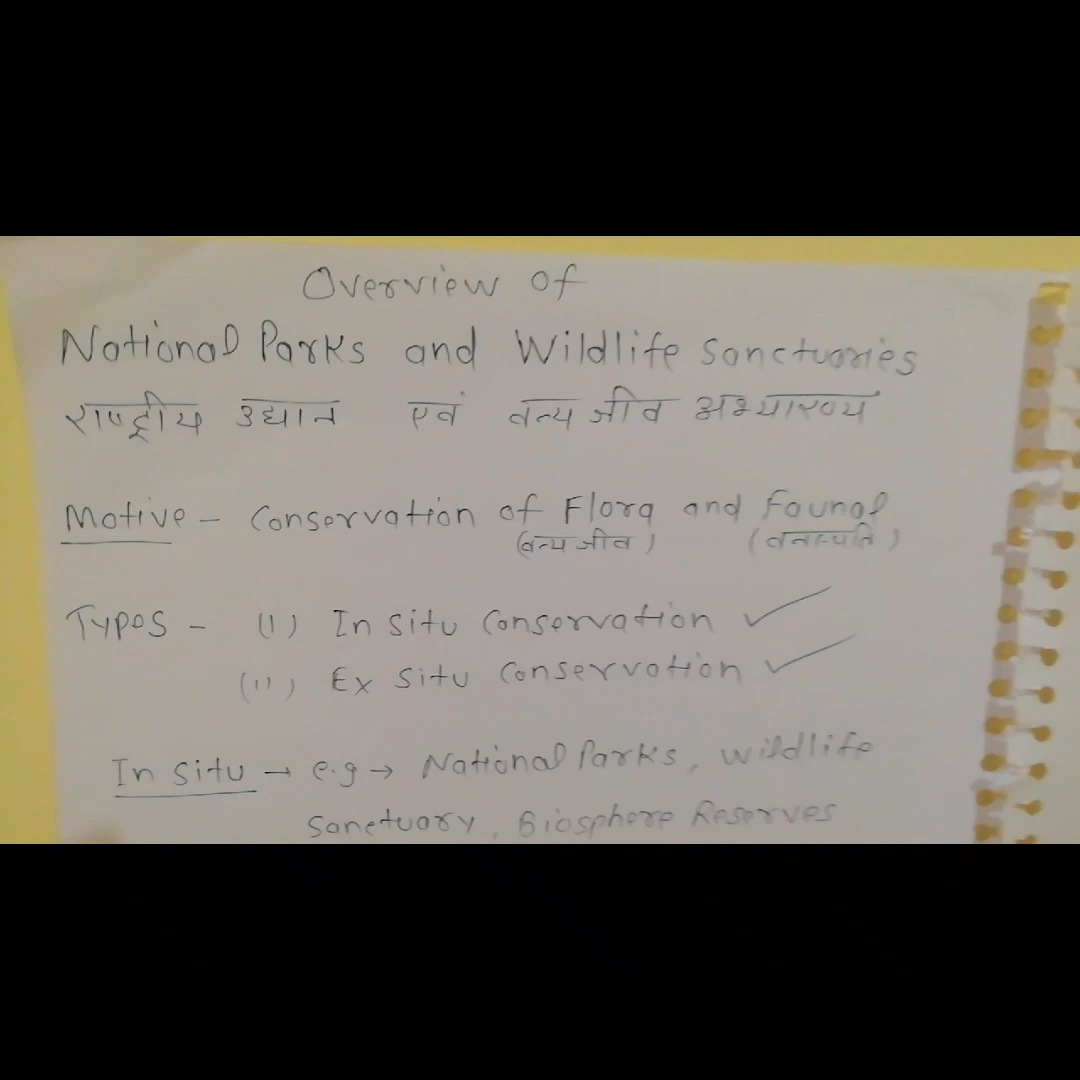 Overview of
National Parks and Wildlife Sanctuaries
राष्ट्रीय उद्यान एवं वन्य जीव अभ्यारण्य
Motive - Conservation of Flora and Faunal
(वन्य जीव) (वनस्पति)
Types - (I) In situ Conservation ✓
(II) Ex situ Conservation ✓
In situ → e.g → National Parks, Wildlife
Sanctuary, Biosphere Reserves